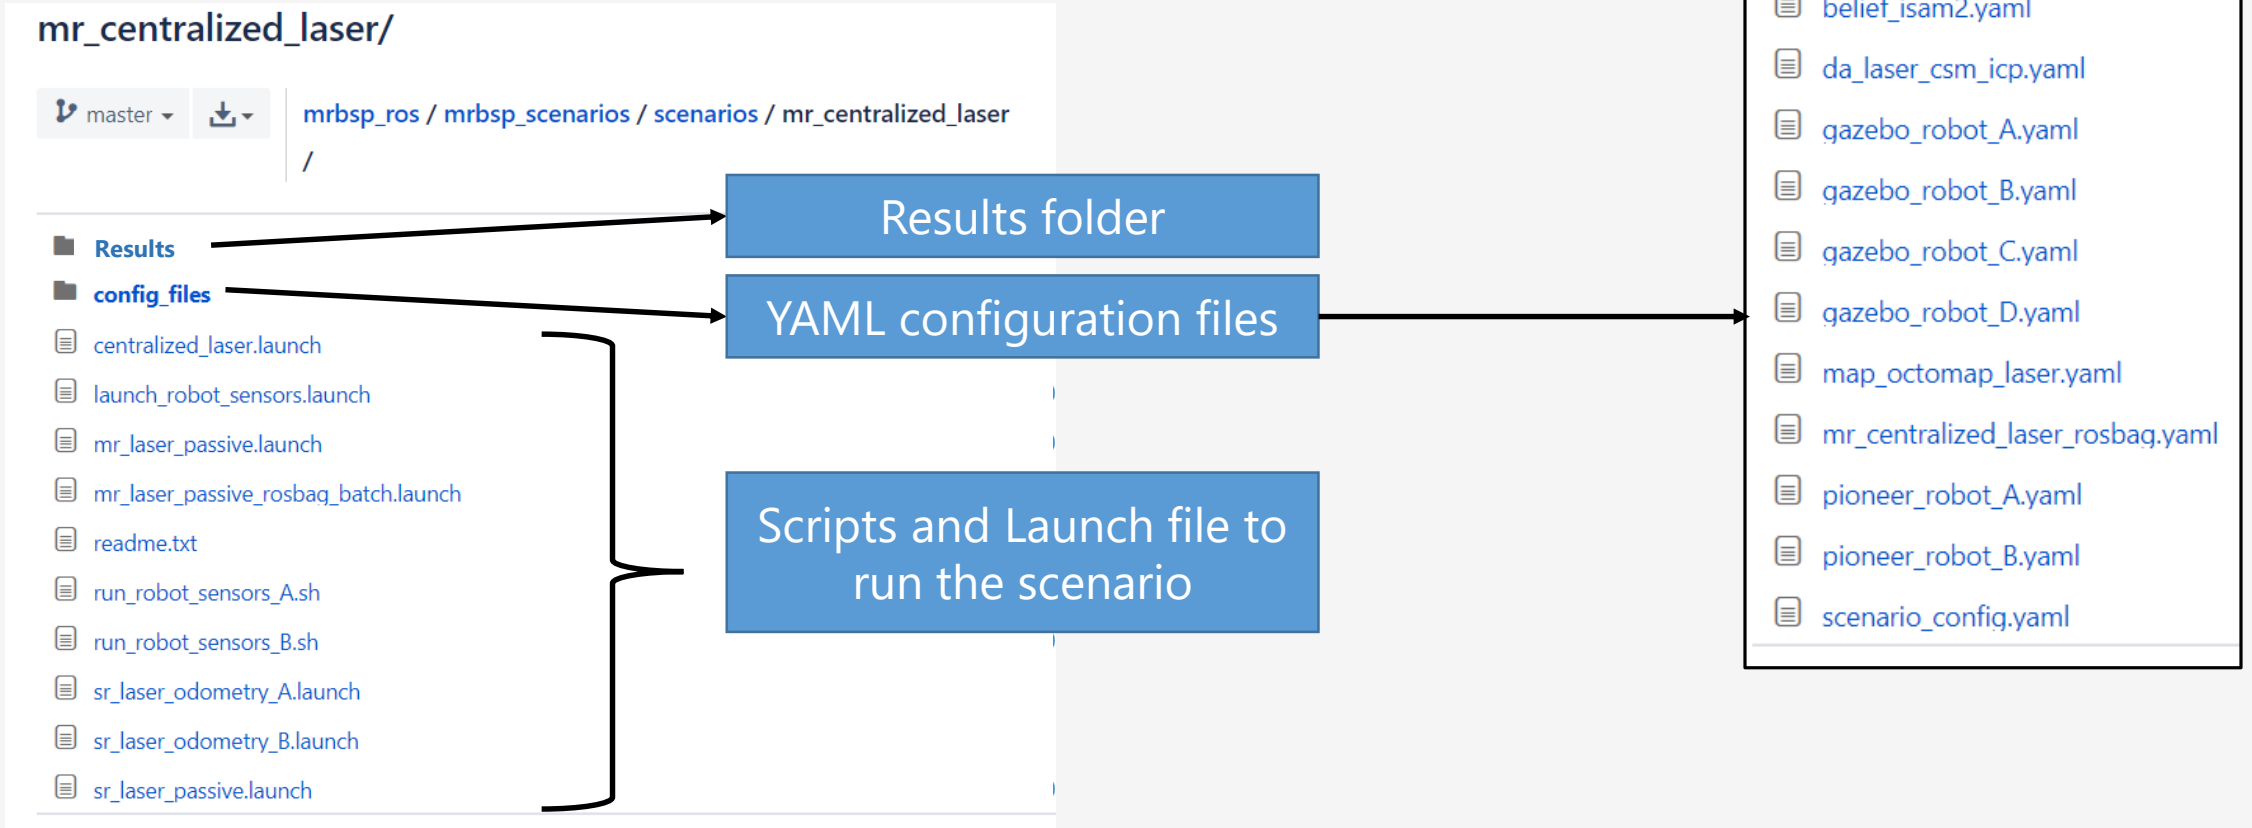 mr_centralized_laser/
master
mrbsp_ros / mrbsp_scenarios / scenarios / mr_centralized_laser
/
Results
config_files
centralized_laser.launch
launch_robot_sensors.launch
mr_laser_passive.launch
mr_laser_passive_rosbag_batch.launch
readme.txt
run_robot_sensors_A.sh
run_robot_sensors_B.sh
sr_laser_odometry_A.launch
sr_laser_odometry_B.launch
sr_laser_passive.launch
Results folder
YAML configuration files
Scripts and Launch file to
run the scenario
belief_isam2.yaml
da_laser_csm_icp.yaml
gazebo_robot_A.yaml
gazebo_robot_B.yaml
gazebo_robot_C.yaml
gazebo_robot_D.yaml
map_octomap_laser.yaml
mr_centralized_laser_rosbag.yaml
pioneer_robot_A.yaml
pioneer_robot_B.yaml
scenario_config.yaml